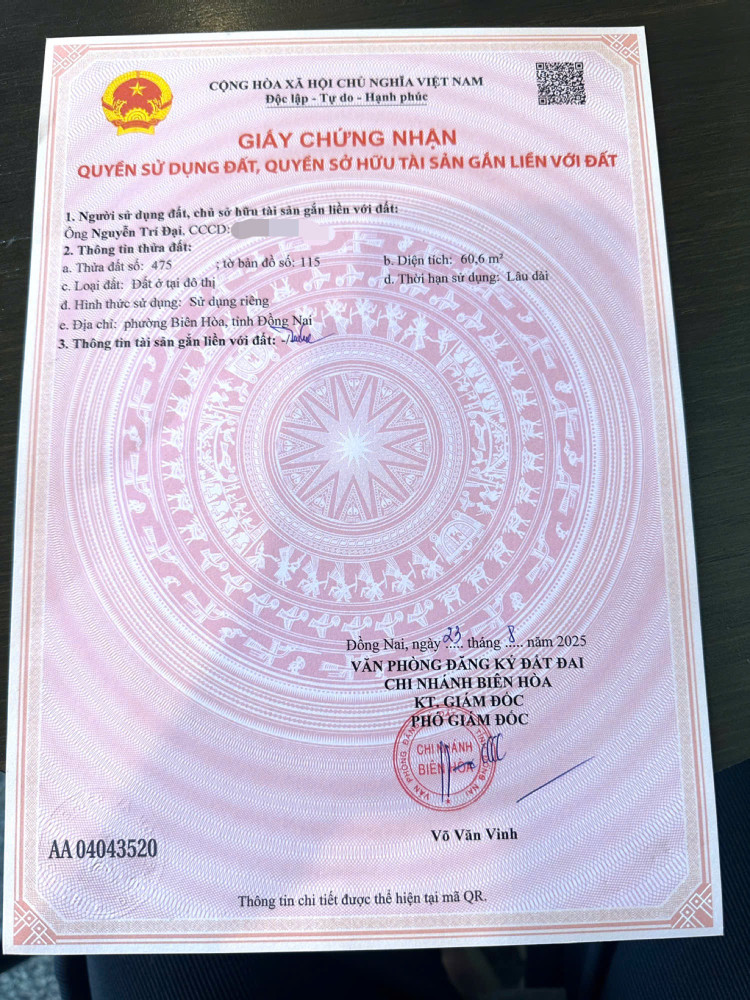 CỘNG HÒA XÃ HỘI CHỦ NGHĨA VIỆT NAM
Độc lập - Tự do - Hạnh phúc
GIẤY CHỨNG NHẬN
QUYỀN SỬ DỤNG ĐẤT, QUYỀN SỞ HỮU TÀI SẢN GẮN LIỀN VỚI ĐẤT
1. Người sử dụng đất, chủ sở hữu tài sản gắn liền với đất:
Ông Nguyễn Trí Đại, CCCD:
2. Thông tin thửa đất:
a. Thửa đất số: 475 ; tờ bản đồ số: 115 b. Diện tích: 60,6 m²
c. Loại đất: Đất ở tại đô thị d. Thời hạn sử dụng: Lâu dài
đ. Hình thức sử dụng: Sử dụng riêng
e. Địa chỉ: phường Biên Hòa, tỉnh Đồng Nai
3. Thông tin tài sản gắn liền với đất: -/-
Đồng Nai, ngày 23 tháng 8 năm 2025
VĂN PHÒNG ĐĂNG KÝ ĐẤT ĐAI
CHI NHÁNH BIÊN HÒA
KT. GIÁM ĐỐC
PHÓ GIÁM ĐỐC
CHI NHÁNH
BIÊN HÒA
Võ Văn Vinh
AA 04043520
Thông tin chi tiết được thể hiện tại mã QR.